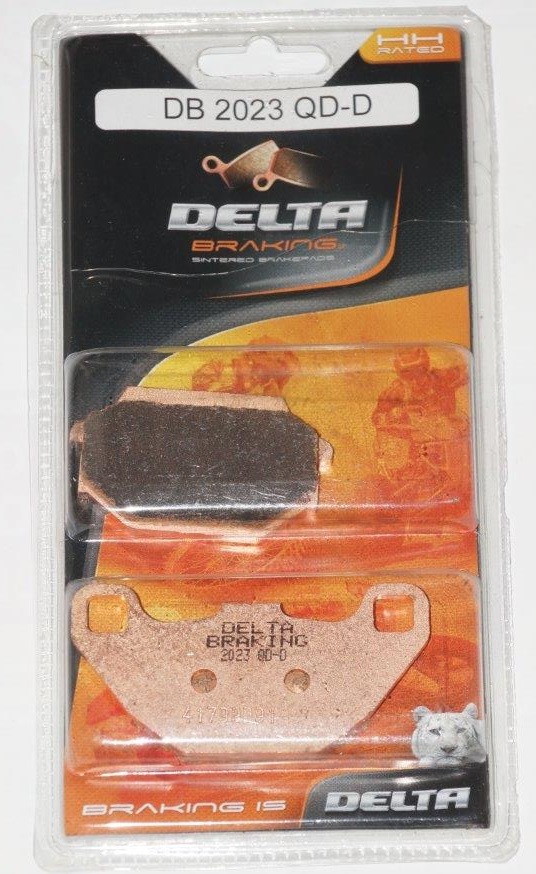 HH
RATED
DB 2023 QD-D
DELTA
BRAKING
SINTERED BRAKEPADS
DELTA
BRAKING
2023 QD-D
BRAKING IS DELTA